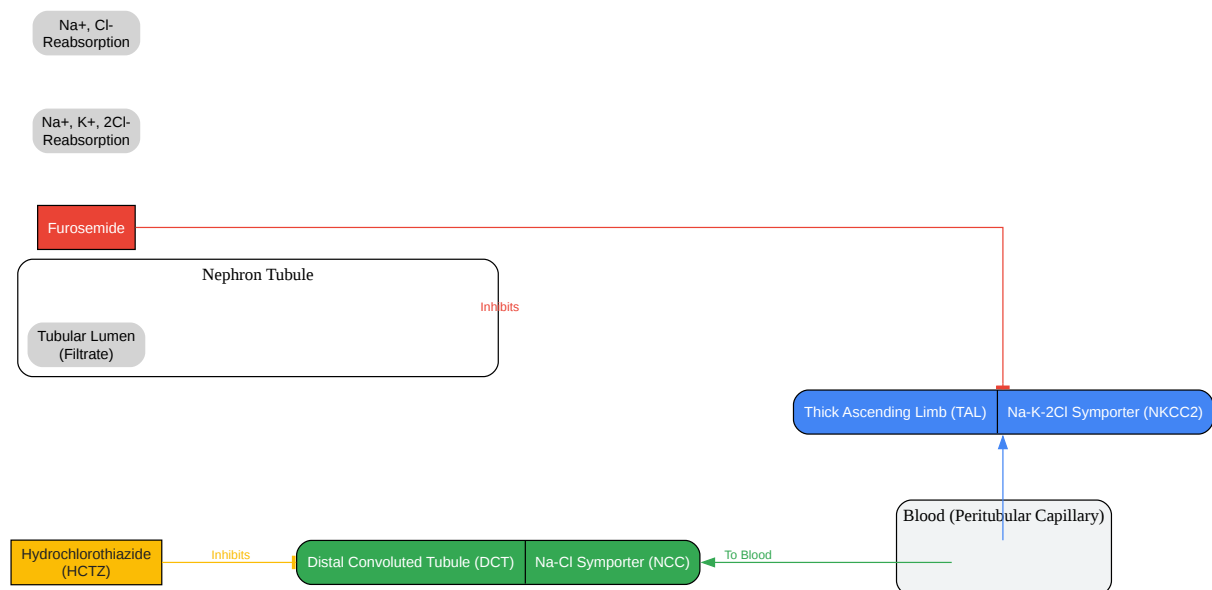 Na+, Cl-
Reabsorption
Na+, K+, 2Cl-
Reabsorption
Furosemide
Nephron Tubule
Inhibits
Tubular Lumen
(Filtrate)
Thick Ascending Limb (TAL)
Na-K-2Cl Symporter (NKCC2)
Blood (Peritubular Capillary)
Hydrochlorothiazide
(HCTZ)
Inhibits
Distal Convoluted Tubule (DCT)
Na-Cl Symporter (NCC)
To Blood